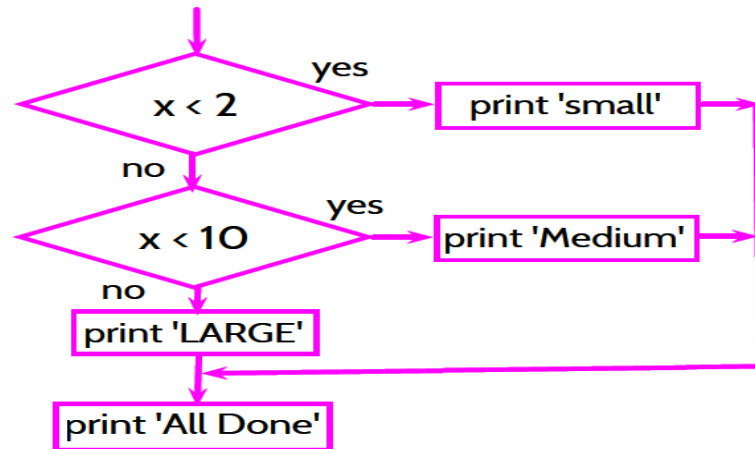 yes
x < 2
print 'small'
no
yes
x < 10
print 'Medium'
no
print 'LARGE'
print 'All Done'